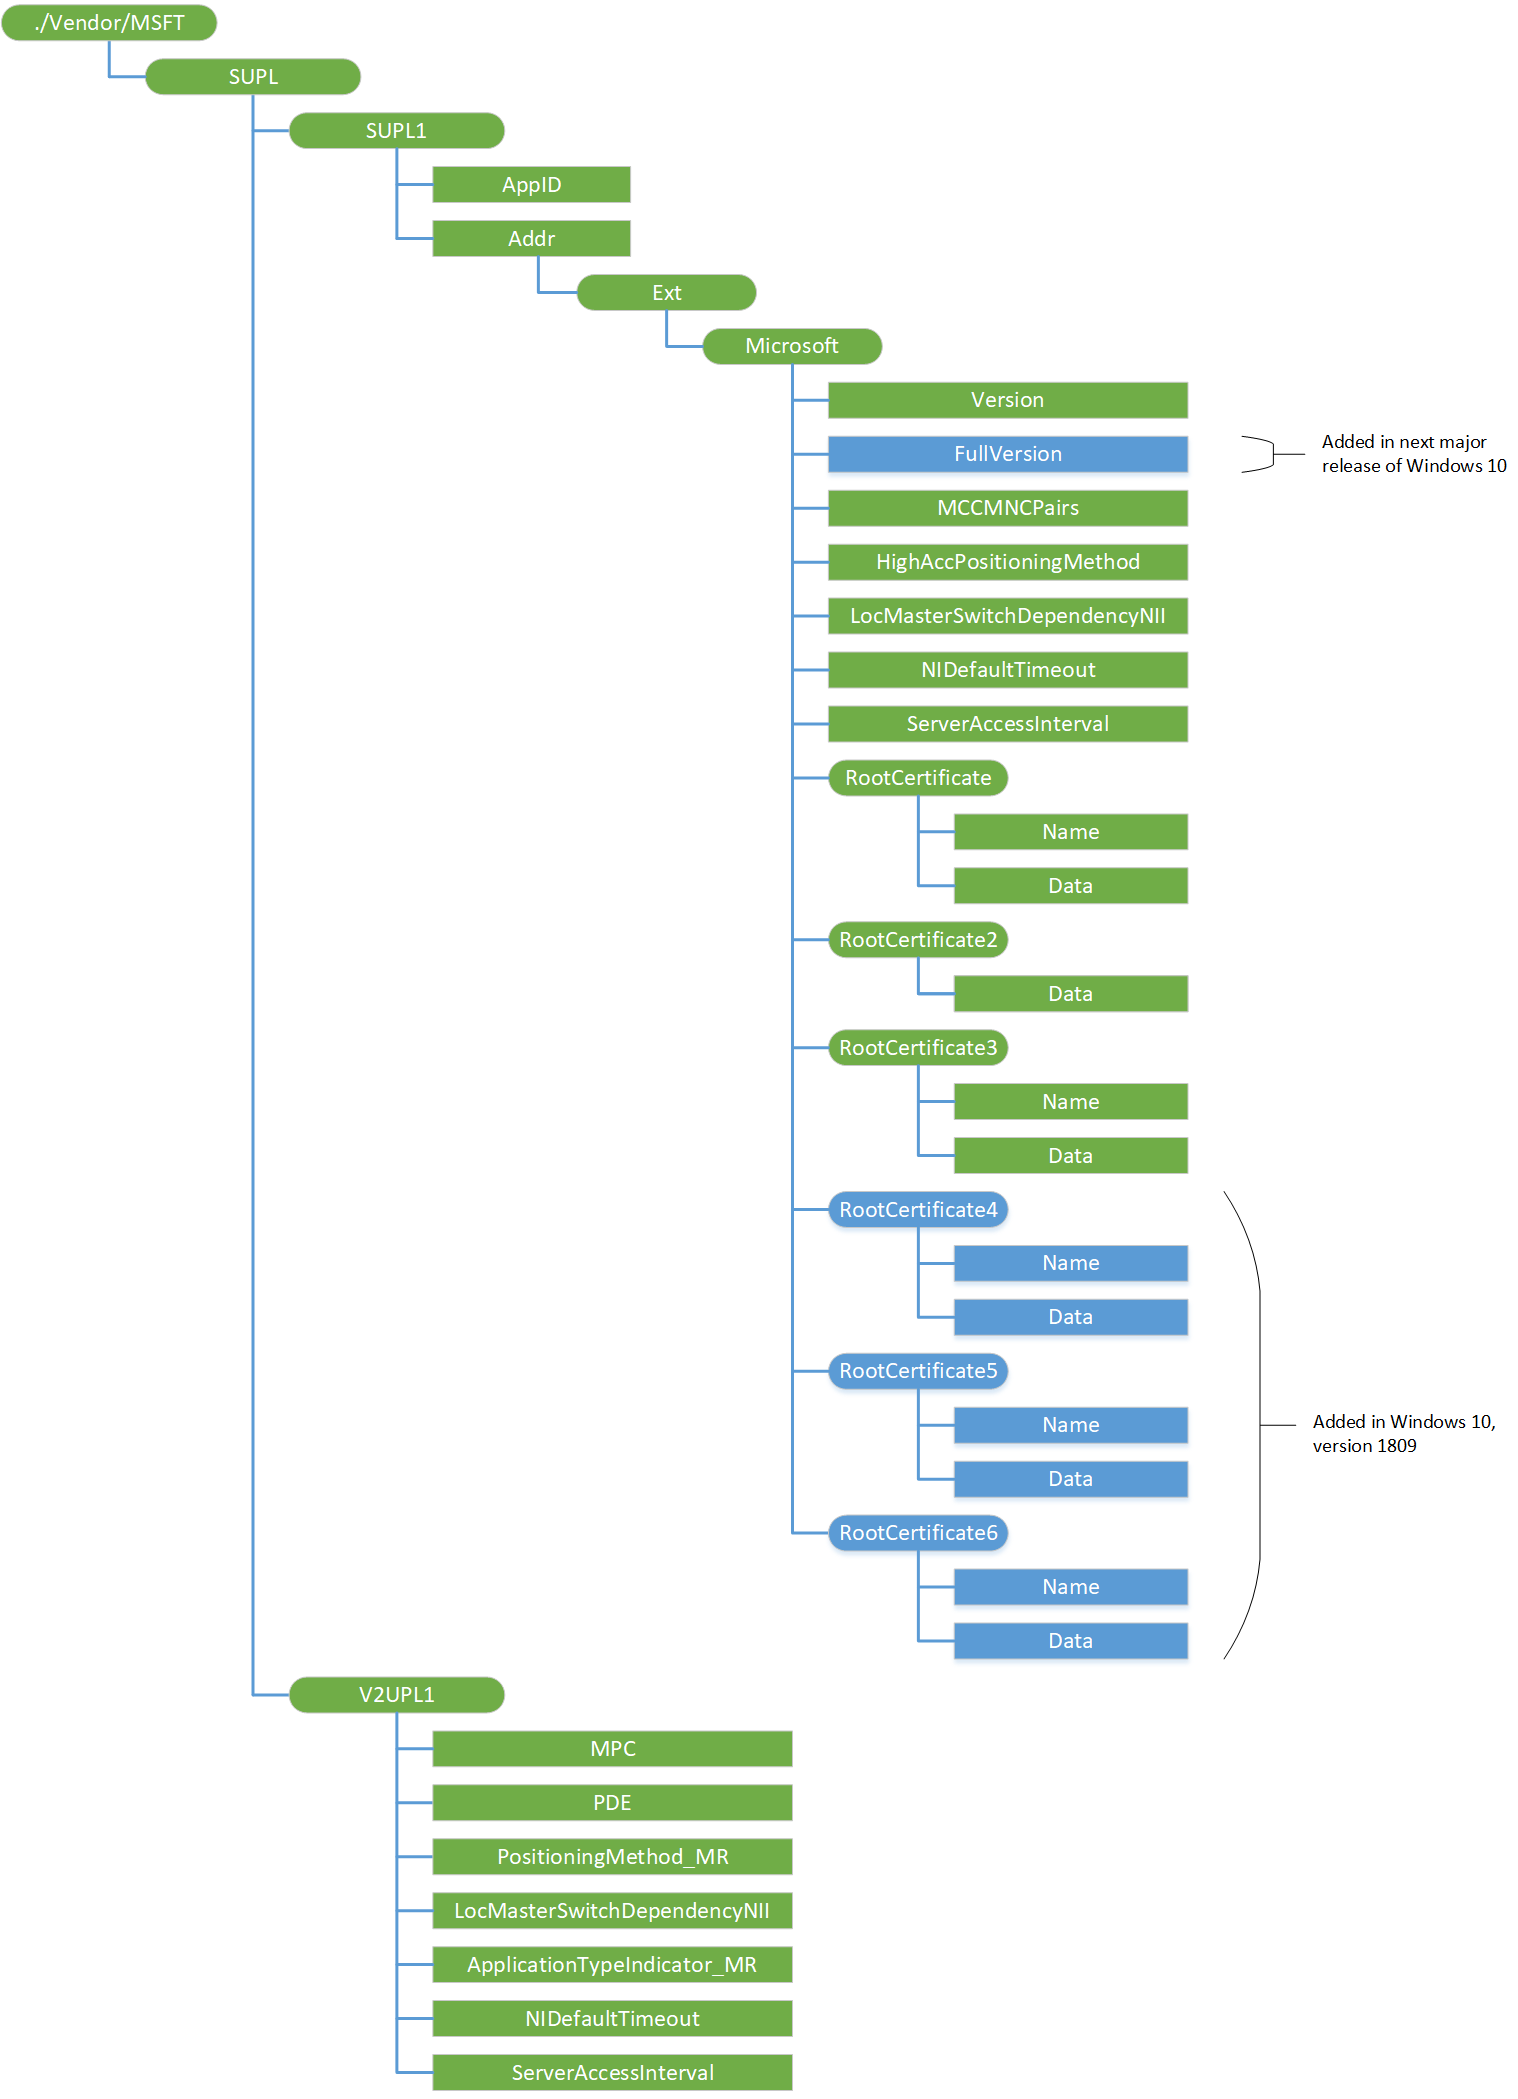 ./Vendor/MSFT
SUPL
SUPL1
AppID
Addr
Ext
Microsoft
Version
FullVersion
Added in next major
release of Windows 10
MCCMNCPairs
HighAccPositioningMethod
LocMasterSwitchDependencyNII
NIDefaultTimeout
ServerAccessInterval
RootCertificate
Name
Data
RootCertificate2
Data
RootCertificate3
Name
Data
RootCertificate4
Name
Data
RootCertificate5
Name
Data
Added in Windows 10,
version 1809
RootCertificate6
Name
Data
V2UPL1
MPC
PDE
PositioningMethod_MR
LocMasterSwitchDependencyNII
ApplicationTypeIndicator_MR
NIDefaultTimeout
ServerAccessInterval